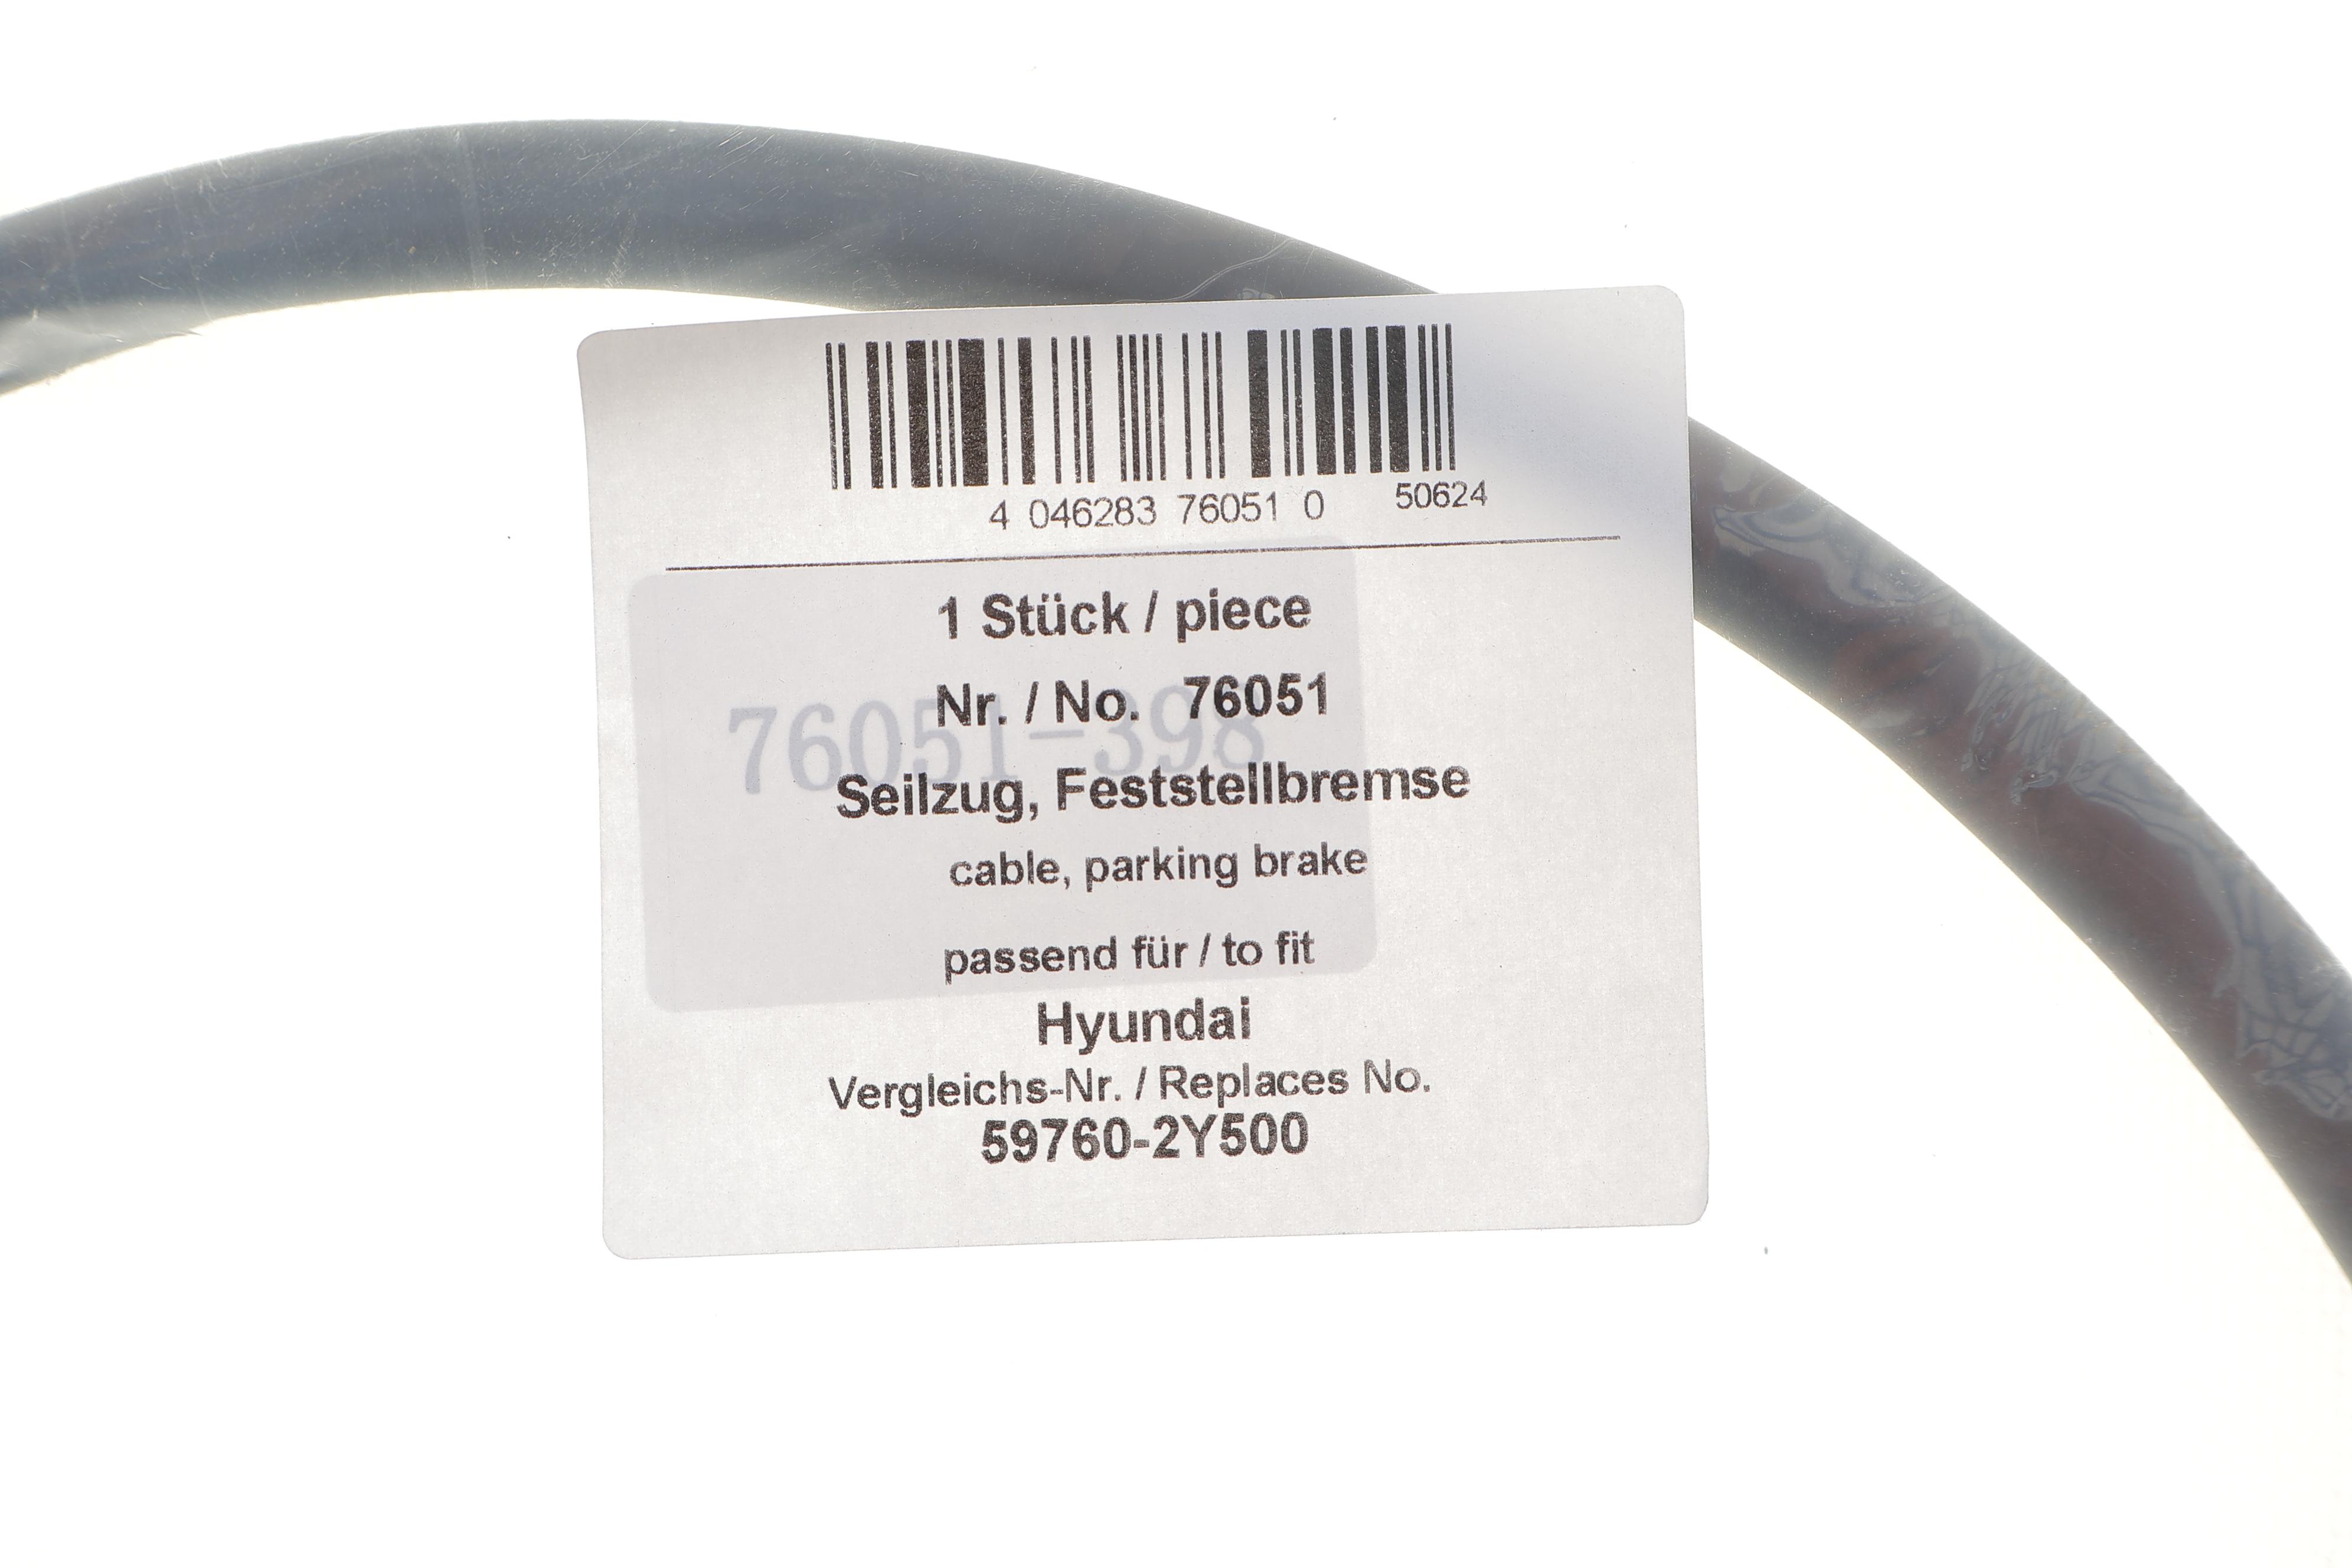 4 046283 76051 0 50624
1 Stück / piece
Nr. / No. 76051
76051-398
Seilzug, Feststellbremse
cable, parking brake
passend für / to fit
Hyundai
Vergleichs-Nr. / Replaces No.
59760-2Y500